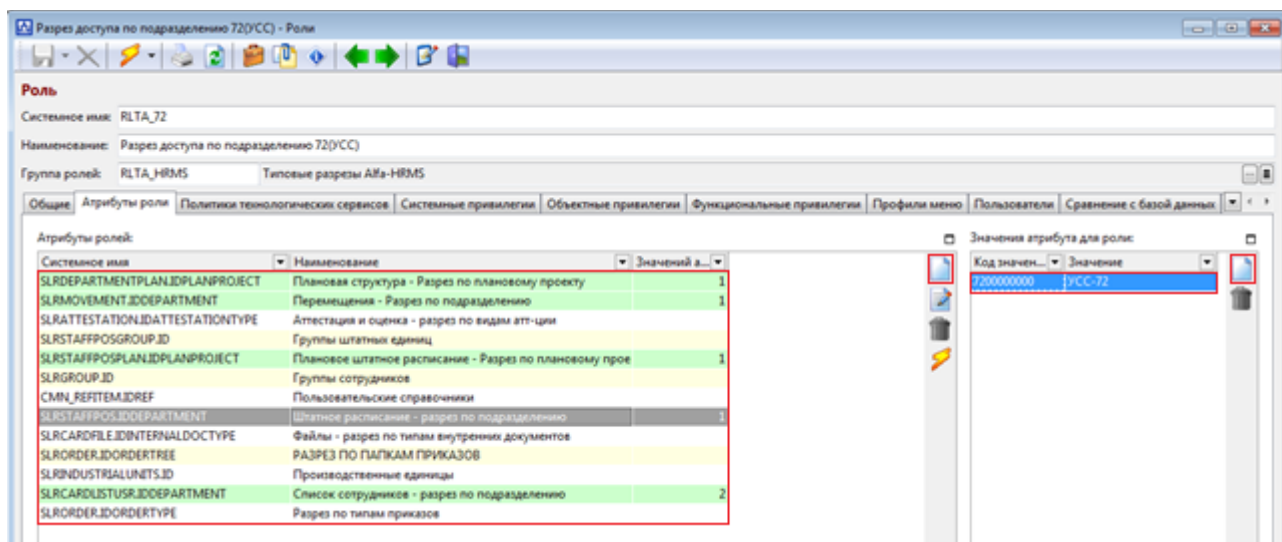 Разрез доступа по подразделению 72(УСС) - Роли
Роль
Системное имя: RLTA_72
Наименование: Разрез доступа по подразделению 72(УСС)
Группа ролей: RLTA_HRMS Типовые разрезы Alfa-HRMS
Общие Атрибуты роли Политики технологических сервисов Системные привилегии Объектные привилегии Функциональные привилегии Профили меню Пользователи Сравнение с базой данных
Атрибуты ролей:
Системное имя Наименование Значений а...
SLRDEPARTMENTPLAN.IDPLANPROJECT Плановая структура - Разрез по плановому проекту 1
SLRMOVEMENT.IDDEPARTMENT Перемещения - Разрез по подразделению 1
SLRATTESTATION.IDATTESTATIONTYPE Аттестация и оценка - разрез по видам атт-ции
SLRSTAFFPOSGROUP.ID Группы штатных единиц
SLRSTAFFPOSPLAN.IDPLANPROJECT Плановое штатное расписание - Разрез по плановому прое 1
SLRGROUP.ID Группы сотрудников
CMN_REFITEM.IDREF Пользовательские справочники
SLRSTAFFPOS.IDDEPARTMENT Штатное расписание - разрез по подразделению 1
SLRCARDFILE.IDINTERNALDOCTYPE Файлы - разрез по типам внутренних документов
SLRORDER.IDORDERTREE РАЗРЕЗ ПО ПАПКАМ ПРИКАЗОВ
SLRINDUSTRIALUNITS.ID Производственные единицы
SLRCARDLISTUSR.IDDEPARTMENT Список сотрудников - разрез по подразделению 2
SLRORDER.IDORDERTYPE Разрез по типам приказов
Значения атрибута для роли:
Код значен... Значение
7200000000 УСС-72